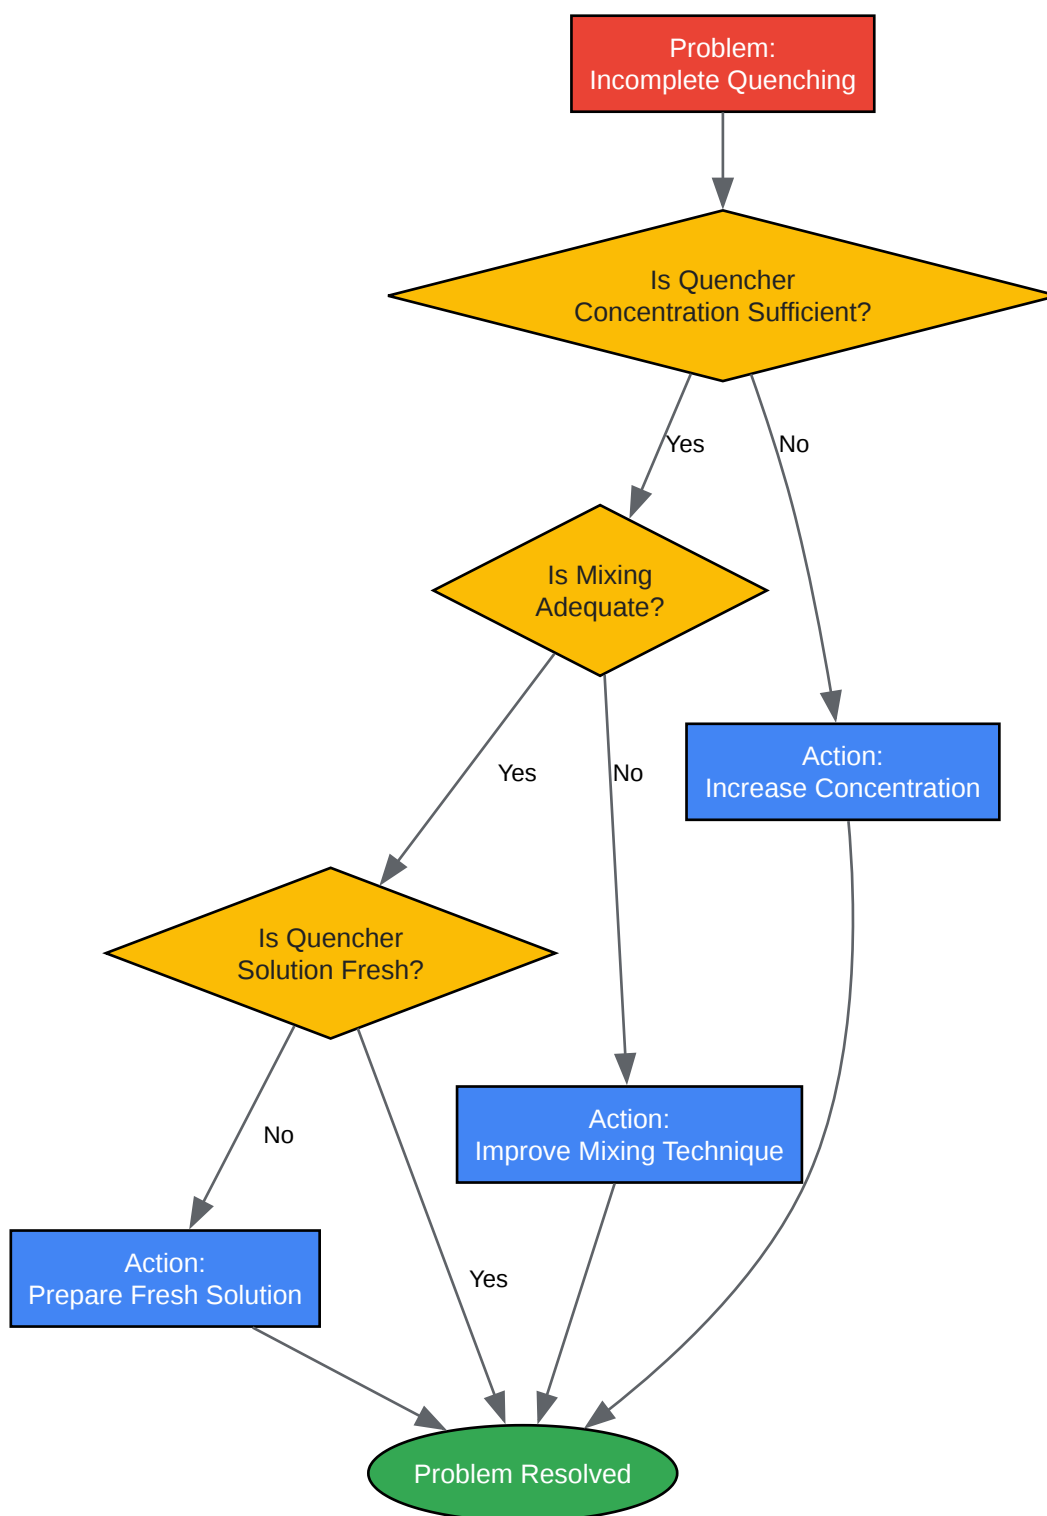 Problem:
Incomplete Quenching
Is Quencher
Concentration Sufficient?
Yes
No
Is Mixing
Adequate?
Action:
Increase Concentration
Yes
No
Is Quencher
Solution Fresh?
Action:
Improve Mixing Technique
No
Yes
Action:
Prepare Fresh Solution
Problem Resolved